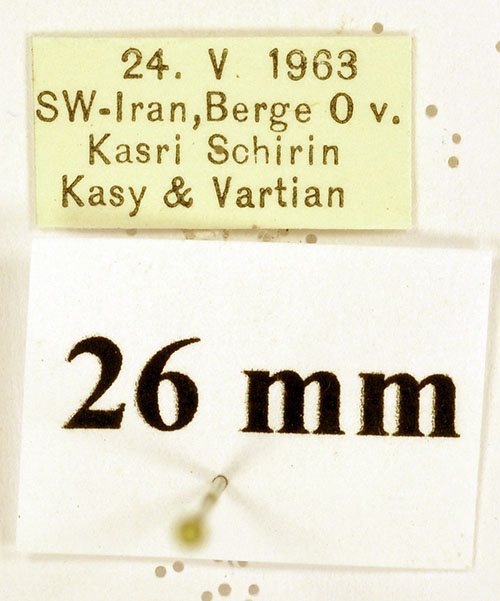 24. V 1963
SW-Iran, Berge O v.
Kasri Schirin
Kasy & Vartian
26 mm